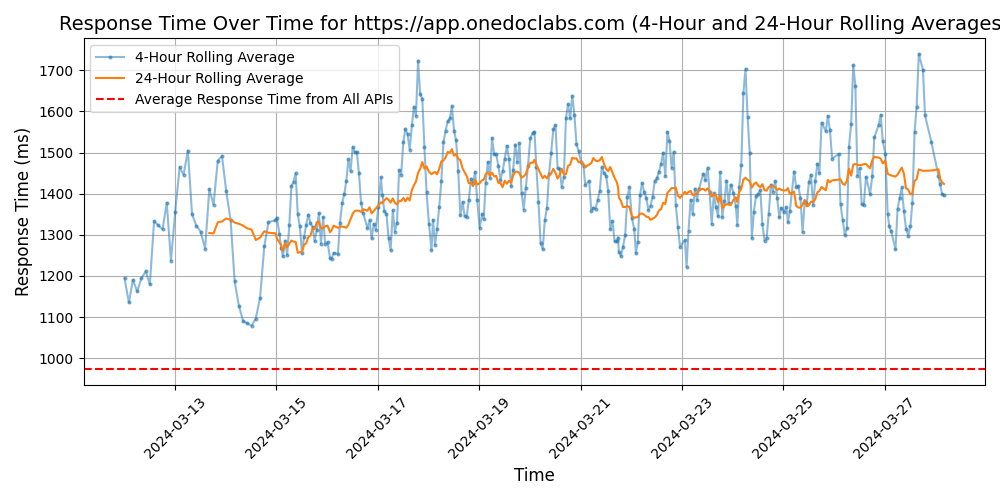 Response Time Over Time for https://app.onedoclabs.com (4-Hour and 24-Hour Rolling Averages
4-Hour Rolling Average
24-Hour Rolling Average
Average Response Time from All APIs
Response Time (ms)
1700
1600
1500
1400
1300
1200
1100
1000
2024-03-13
2024-03-15
2024-03-17
2024-03-19
2024-03-21
2024-03-23
2024-03-25
2024-03-27
Time